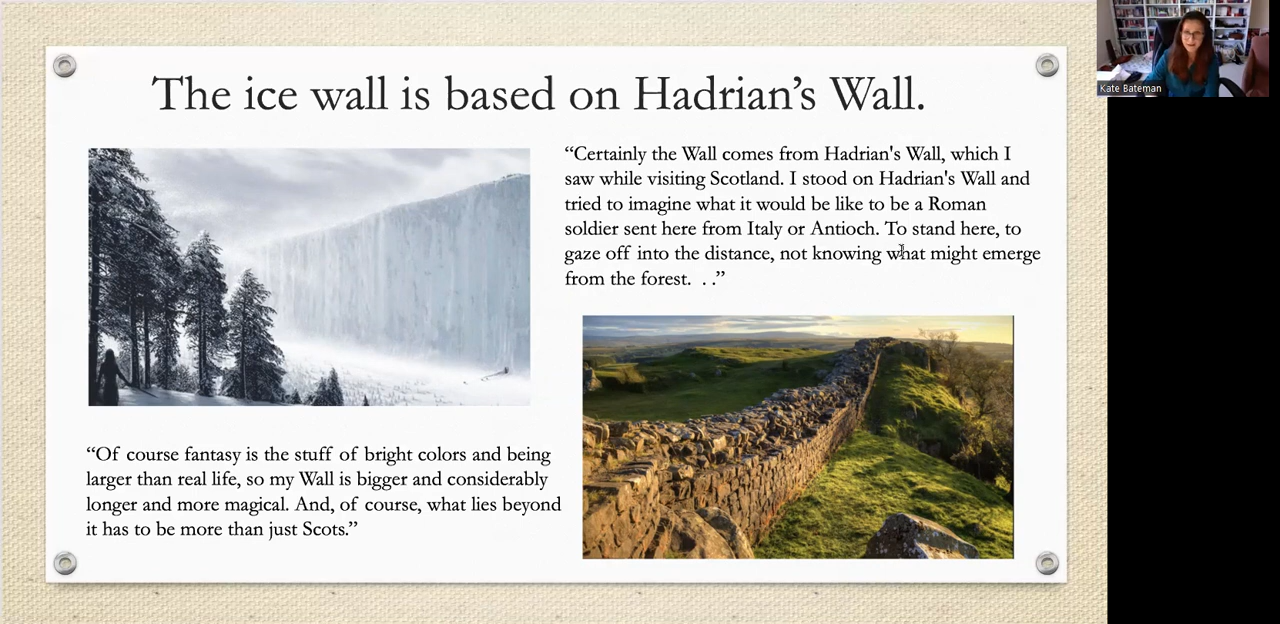 The ice wall is based on Hadrian’s Wall.
“Certainly the Wall comes from Hadrian's Wall, which I
saw while visiting Scotland. I stood on Hadrian's Wall and
tried to imagine what it would be like to be a Roman
soldier sent here from Italy or Antioch. To stand here, to
gaze off into the distance, not knowing what might emerge
from the forest. . .”
“Of course fantasy is the stuff of bright colors and being
larger than real life, so my Wall is bigger and considerably
longer and more magical. And, of course, what lies beyond
it has to be more than just Scots.”
Kate Bateman